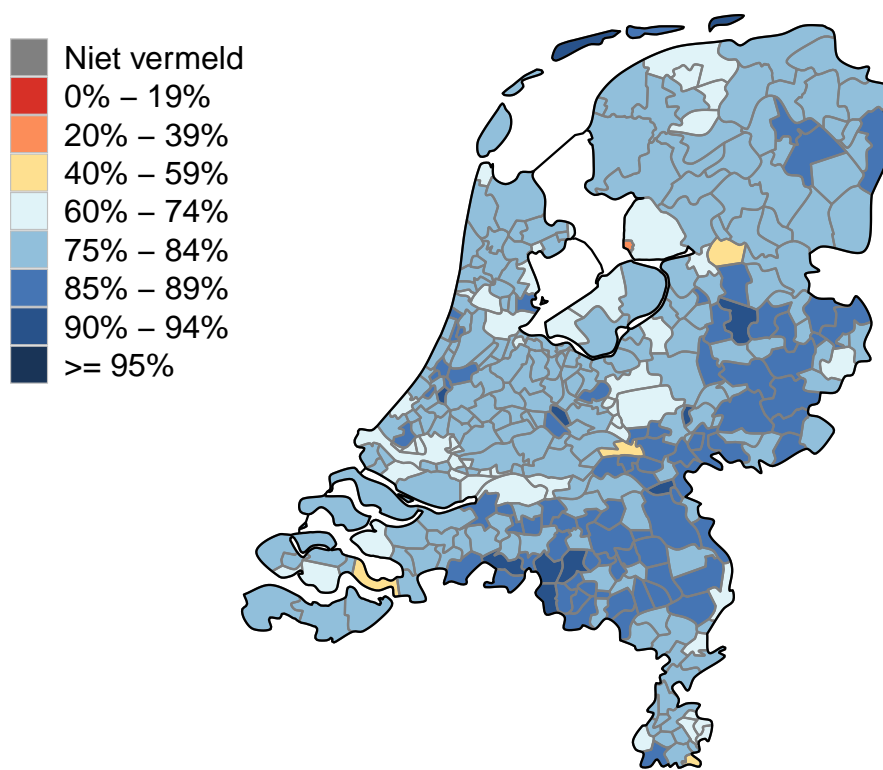 Niet vermeld
0% – 19%
20% – 39%
40% – 59%
60% – 74%
75% – 84%
85% – 89%
90% – 94%
>= 95%